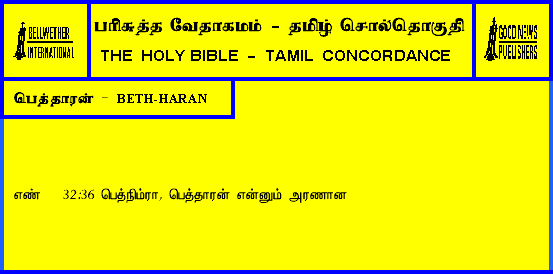 BELLWETHER
INTERNATIONAL
பரிசுத்த வேதாகமம் - தமிழ் சொல்தொகுதி
THE HOLY BIBLE - TAMIL CONCORDANCE
GOOD NEWS
PUBLISHERS
பெத்தாரன் - BETH-HARAN
எண் 32:36 பெத்நிம்ரா, பெத்தாரன் என்னும் அரணான